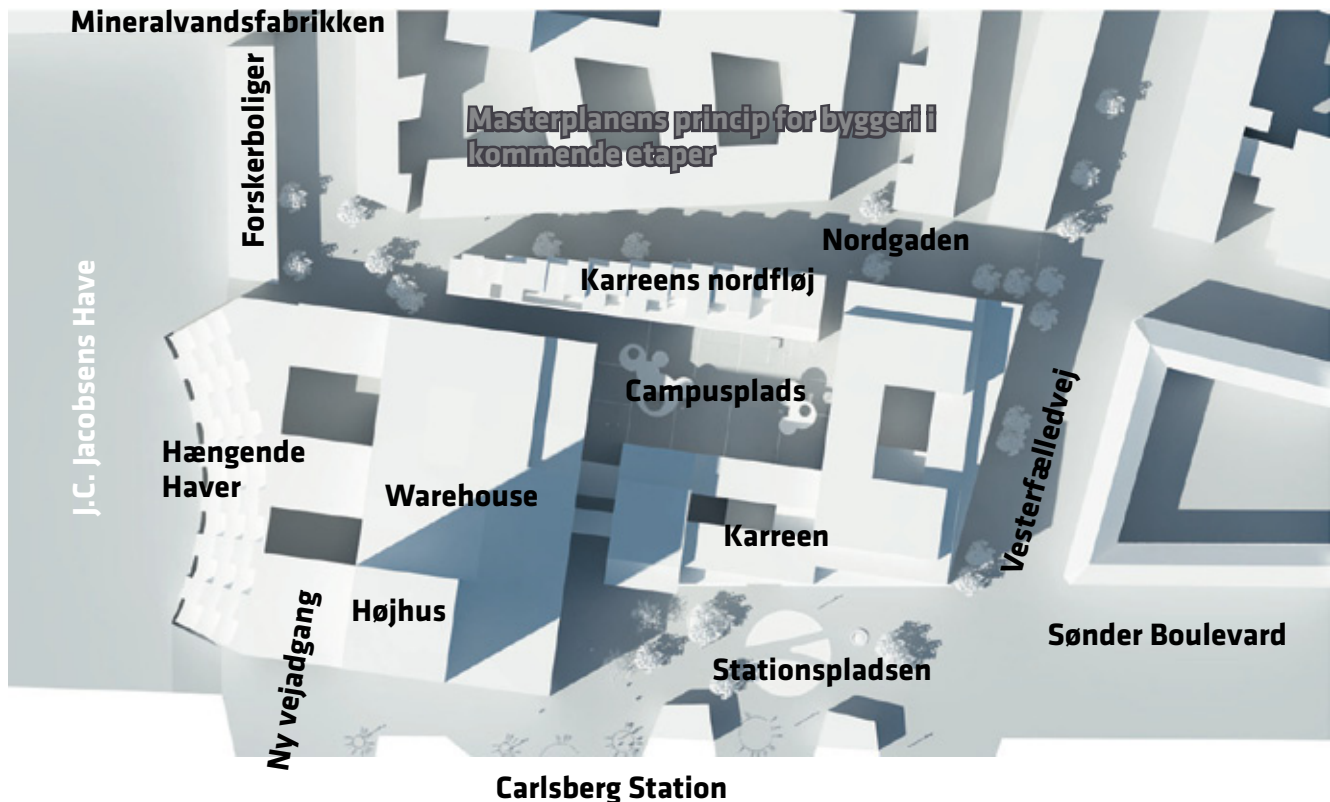 Mineralvandsfabrikken
Forskerboliger
Masterplanens princip for byggeri i
kommende etaper
Nordgaden
Karreens nordfløj
J.C. Jacobsens Have
Campusplads
Vesterfælledvej
Hængende
Haver
Warehouse
Karreen
Højhus
Ny vejadgang
Stationspladsen
Sønder Boulevard
Carlsberg Station